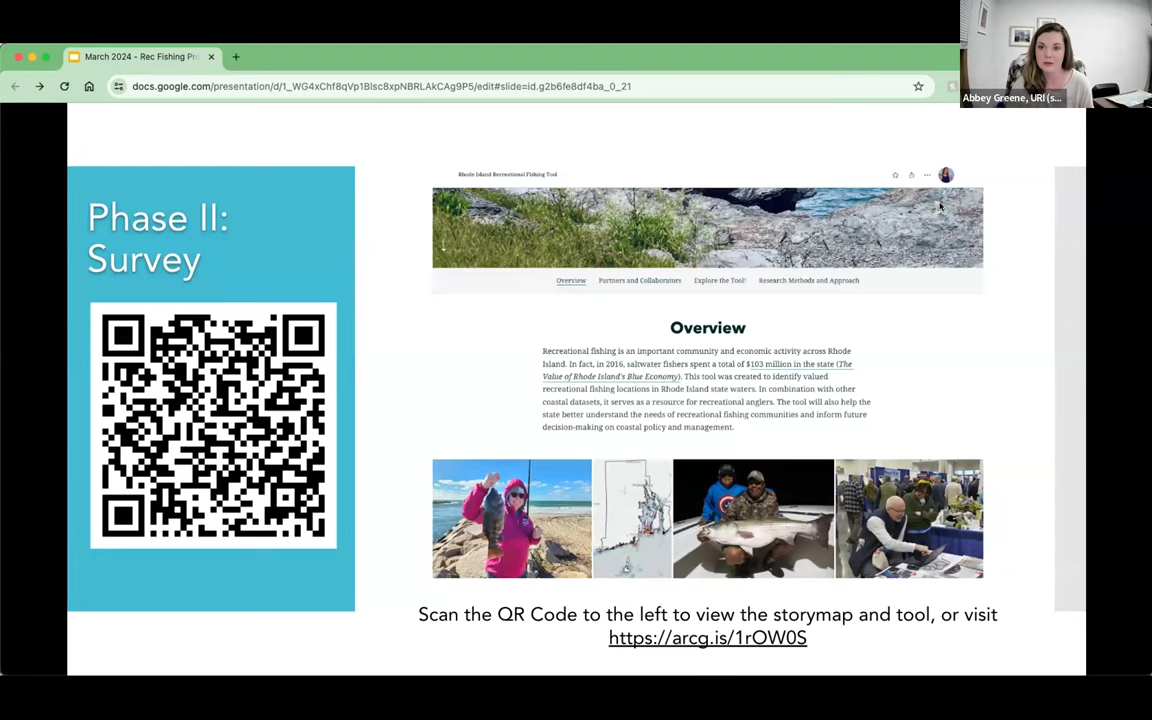 March 2024 - Rec Fishing Pr
docs.google.com/presentation/d/1_WG4xChf8qVp1Blsc8xpNBRLAkCAg9P5/edit#slide=id.g2b6fe8df4ba_0_21
Abbey Greene, URI (s...
Phase II:
Survey
Rhode Island Recreational Fishing Tool
Overview Partners and Collaborators Explore the Tool! Research Methods and Approach
Overview
Recreational fishing is an important community and economic activity across Rhode
Island. In fact, in 2016, saltwater fishers spent a total of $103 million in the state (The
Value of Rhode Island's Blue Economy). This tool was created to identify valued
recreational fishing locations in Rhode Island state waters. In combination with other
coastal datasets, it serves as a resource for recreational anglers. The tool will also help the
state better understand the needs of recreational fishing communities and inform future
decision-making on coastal policy and management.
Scan the QR Code to the left to view the storymap and tool, or visit
https://arcg.is/1rOW0S